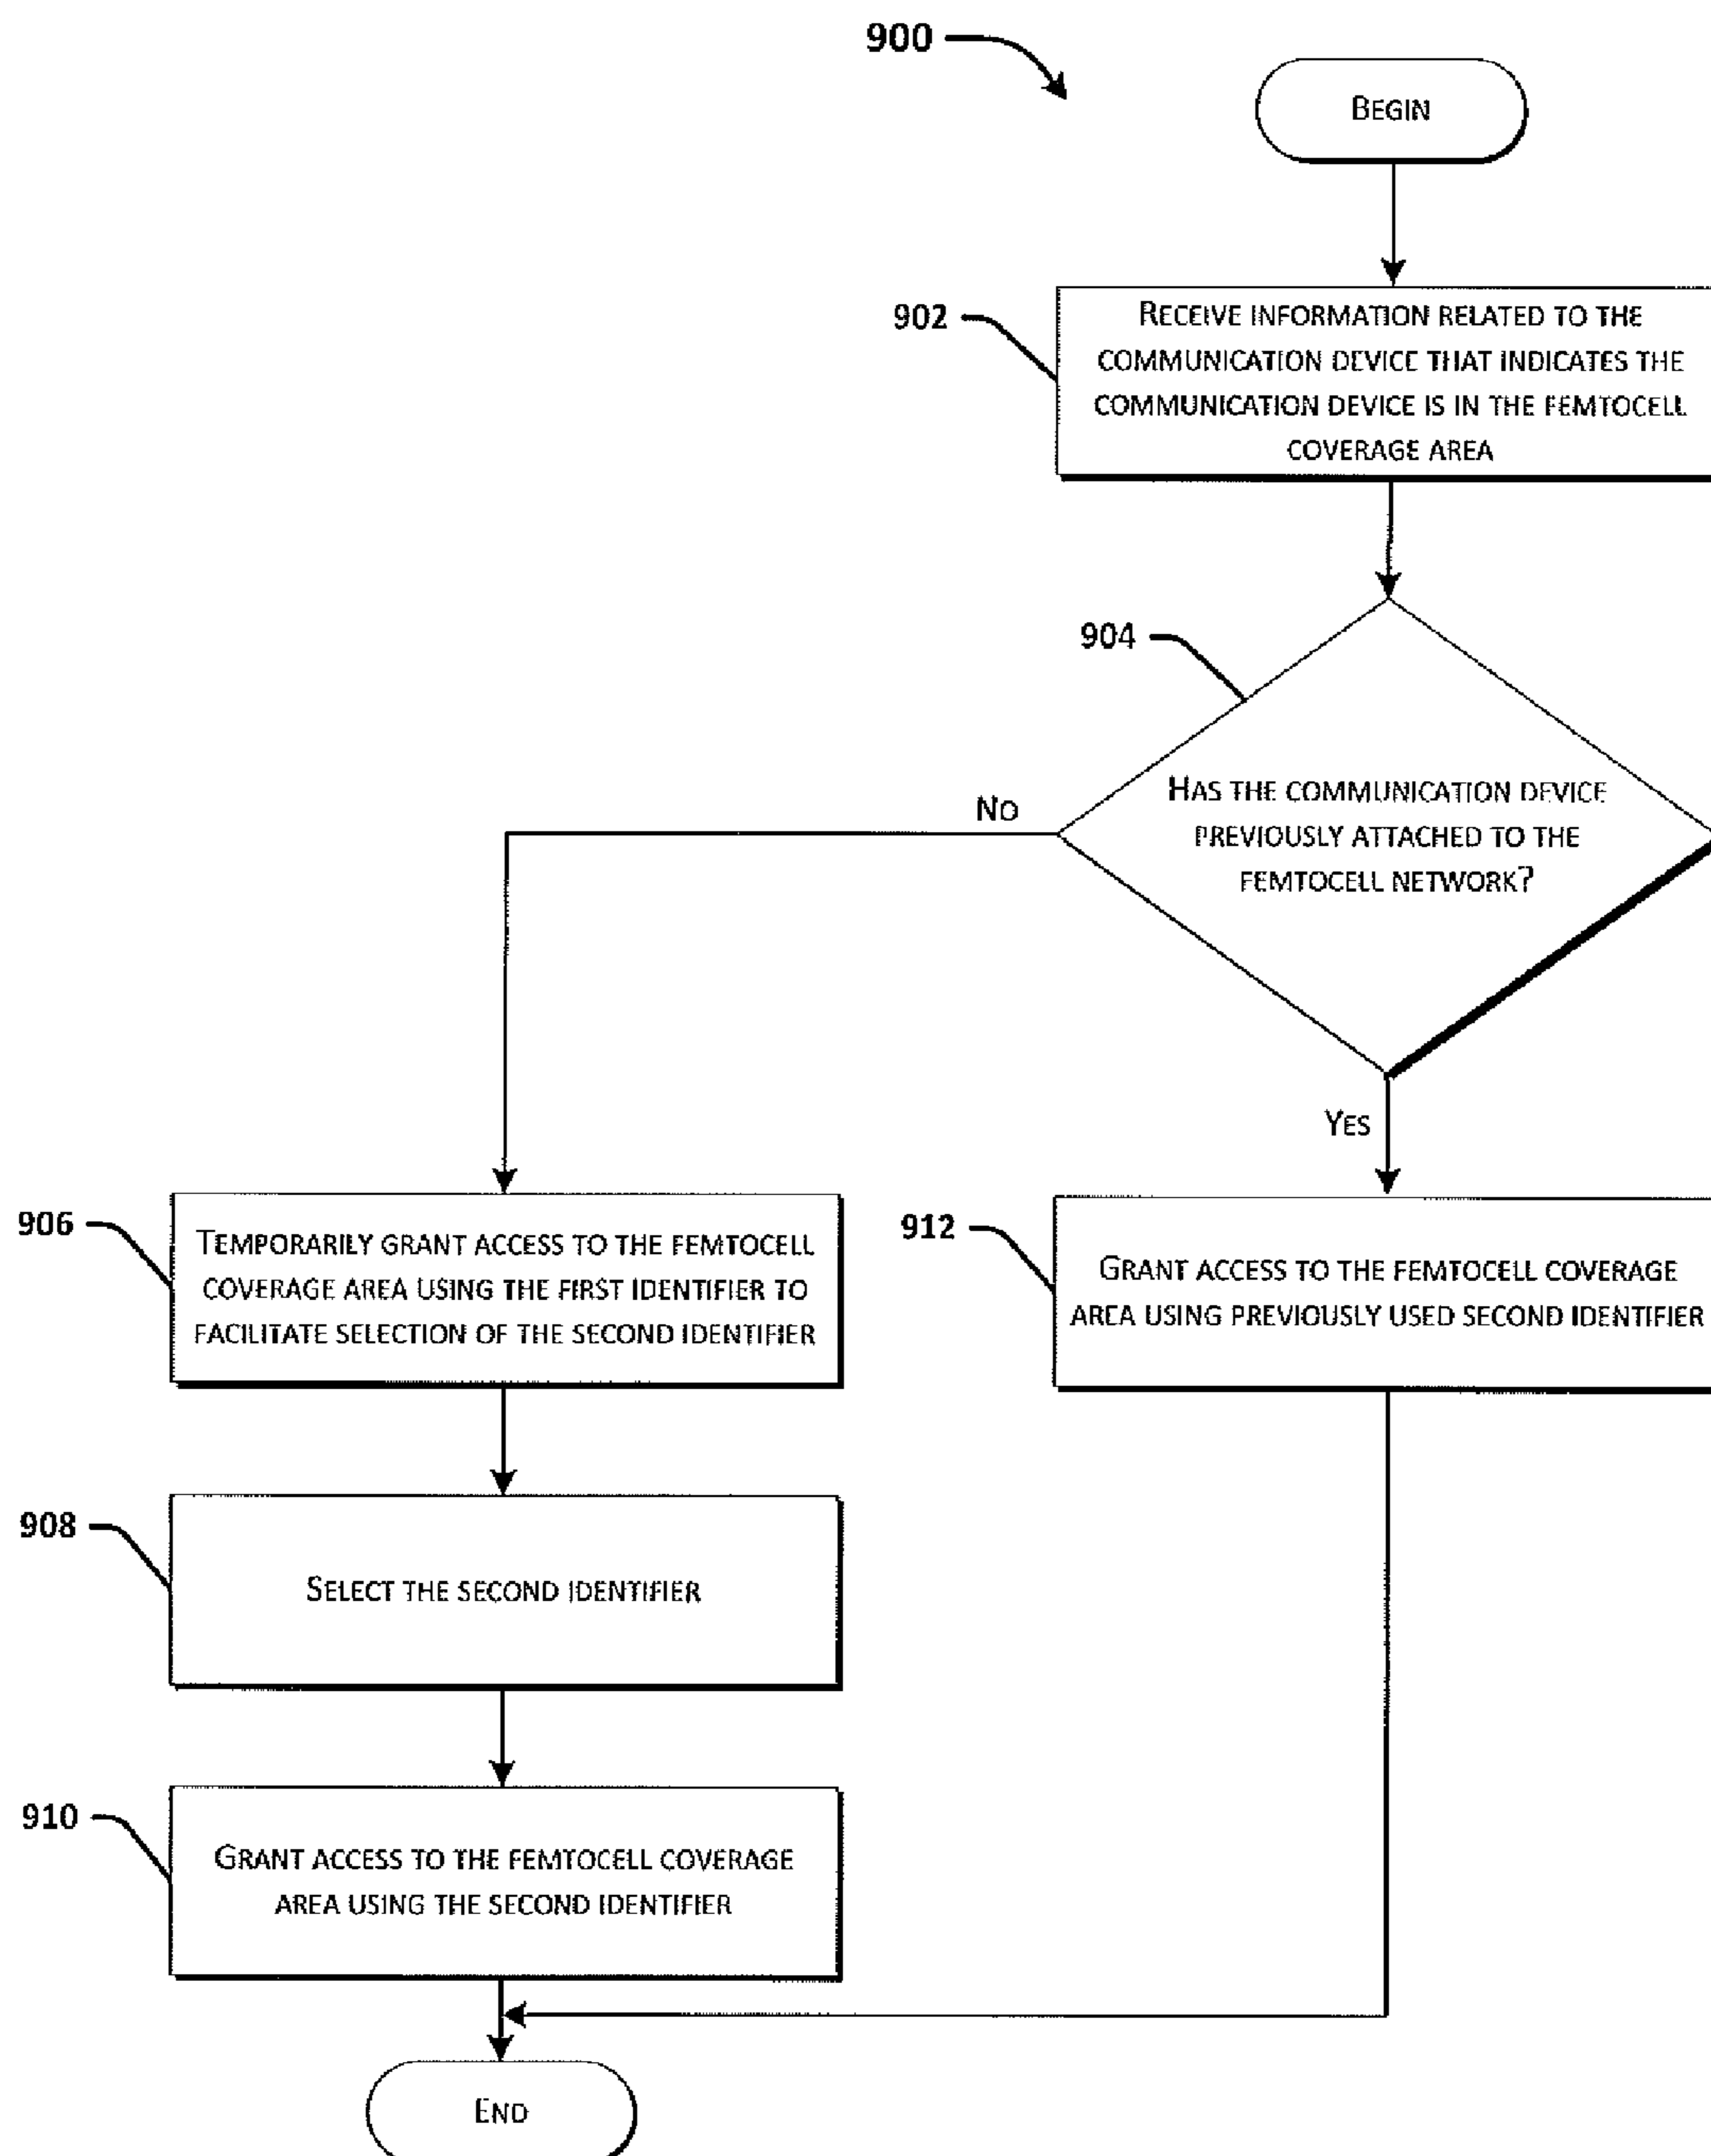 900
BEGIN
902
RECEIVE INFORMATION RELATED TO THE
COMMUNICATION DEVICE THAT INDICATES THE
COMMUNICATION DEVICE IS IN THE FEMTOCELL
COVERAGE AREA
904
HAS THE COMMUNICATION DEVICE
PREVIOUSLY ATTACHED TO THE
FEMTOCELL NETWORK?
NO
YES
906
TEMPORARILY GRANT ACCESS TO THE FEMTOCELL
COVERAGE AREA USING THE FIRST IDENTIFIER TO
FACILITATE SELECTION OF THE SECOND IDENTIFIER
912
GRANT ACCESS TO THE FEMTOCELL COVERAGE
AREA USING PREVIOUSLY USED SECOND IDENTIFIER
908
SELECT THE SECOND IDENTIFIER
910
GRANT ACCESS TO THE FEMTOCELL COVERAGE
AREA USING THE SECOND IDENTIFIER
END